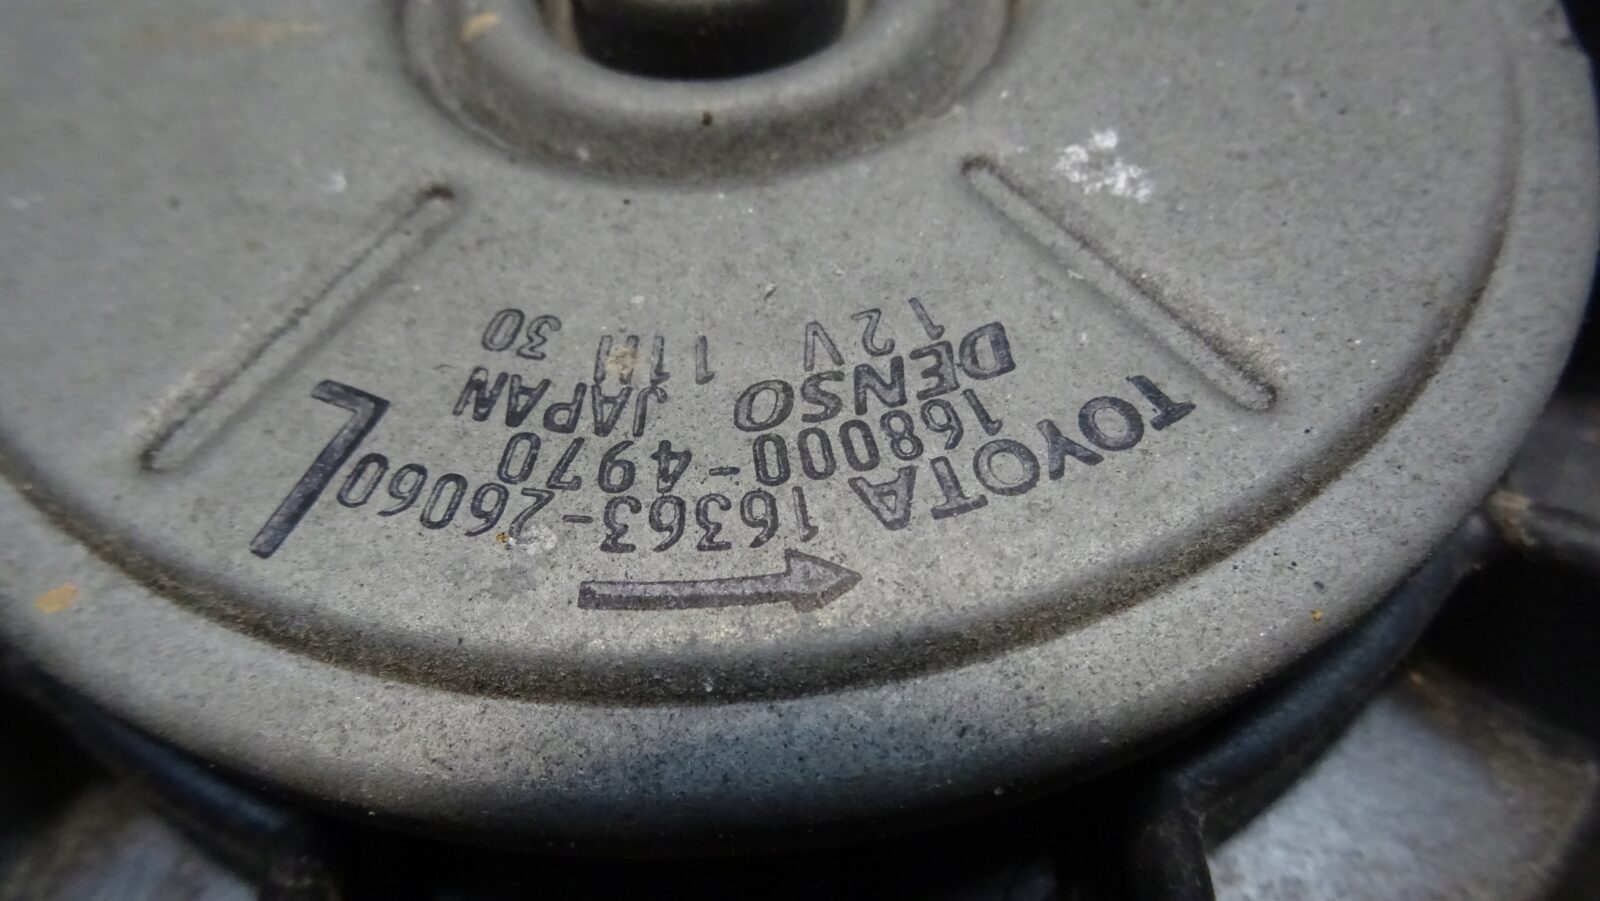 TOYOTA 16363-26060 L
168000-4970
DENSO JAPAN
12V 11H 30